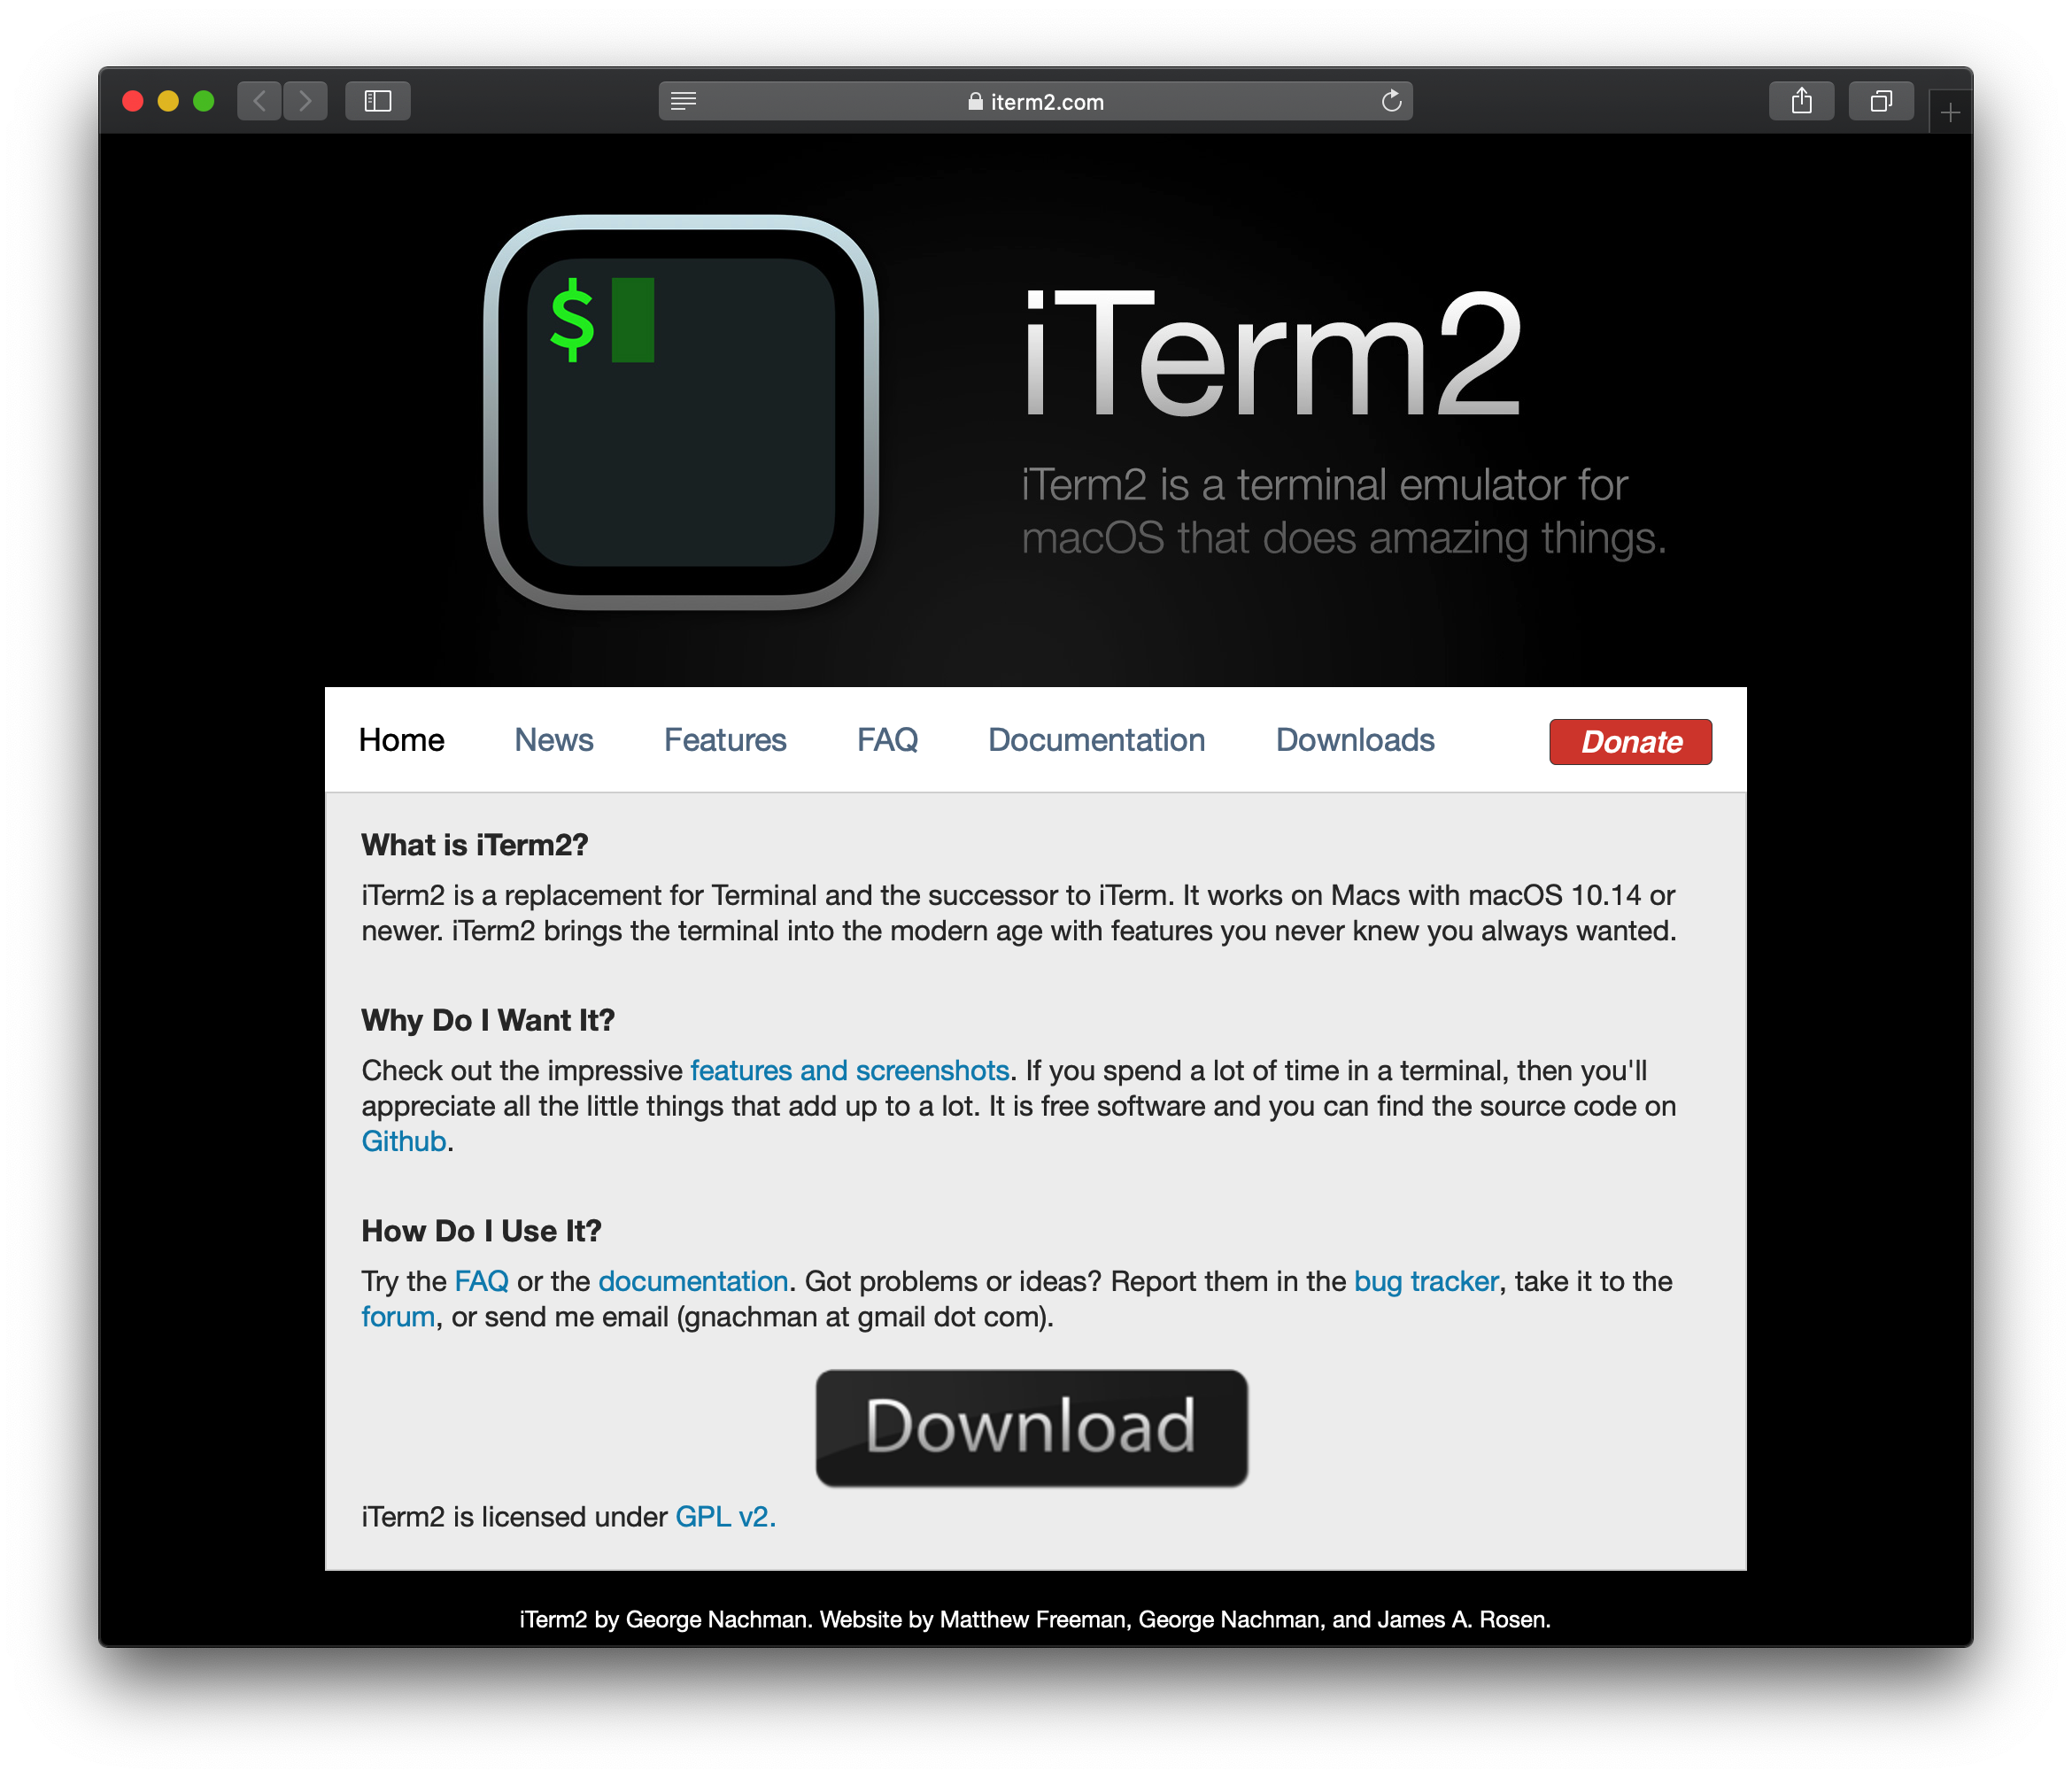 iterm2.com
$
iTerm2
iTerm2 is a terminal emulator for
macOS that does amazing things.
Home News Features FAQ Documentation Downloads Donate
What is iTerm2?
iTerm2 is a replacement for Terminal and the successor to iTerm. It works on Macs with macOS 10.14 or
newer. iTerm2 brings the terminal into the modern age with features you never knew you always wanted.
Why Do I Want It?
Check out the impressive features and screenshots. If you spend a lot of time in a terminal, then you'll
appreciate all the little things that add up to a lot. It is free software and you can find the source code on
Github.
How Do I Use It?
Try the FAQ or the documentation. Got problems or ideas? Report them in the bug tracker, take it to the
forum, or send me email (gnachman at gmail dot com).
Download
iTerm2 is licensed under GPL v2.
iTerm2 by George Nachman. Website by Matthew Freeman, George Nachman, and James A. Rosen.